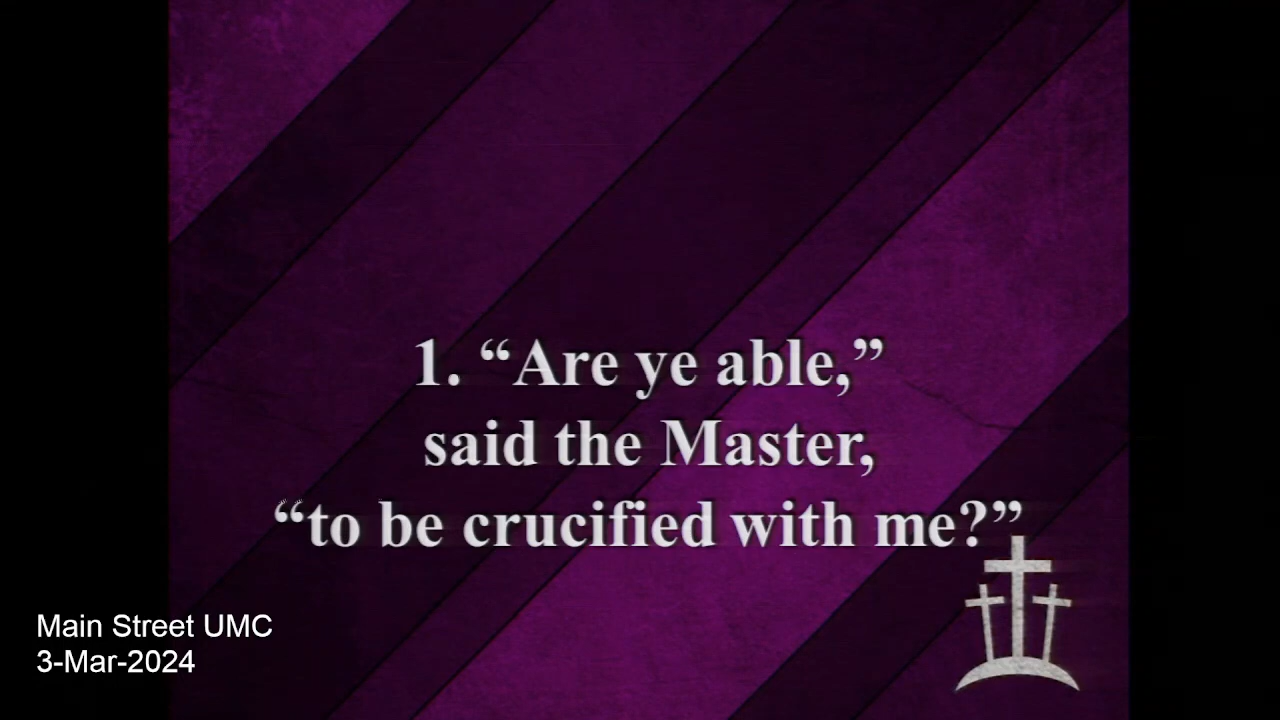 1. “Are ye able,”
said the Master,
“to be crucified with me?”
Main Street UMC
3-Mar-2024